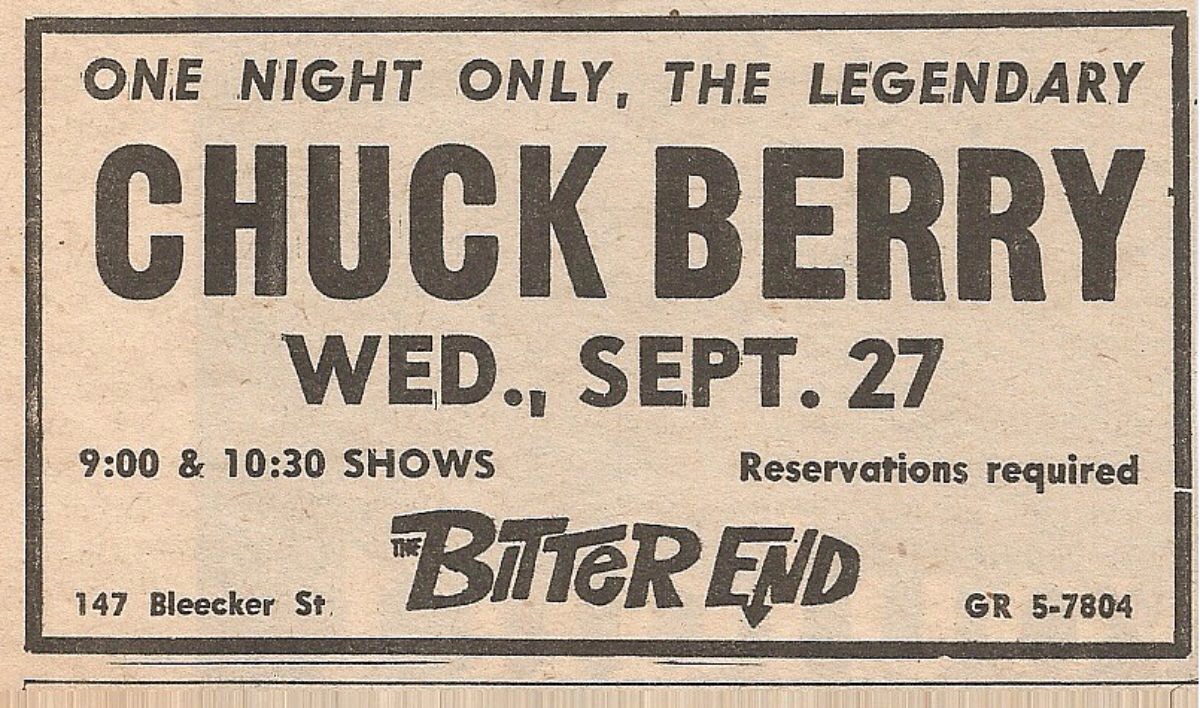 ONE NIGHT ONLY, THE LEGENDARY
CHUCK BERRY
WED., SEPT. 27
9:00 & 10:30 SHOWS
Reservations required
THE BITTER END
147 Bleecker St.
GR 5-7804